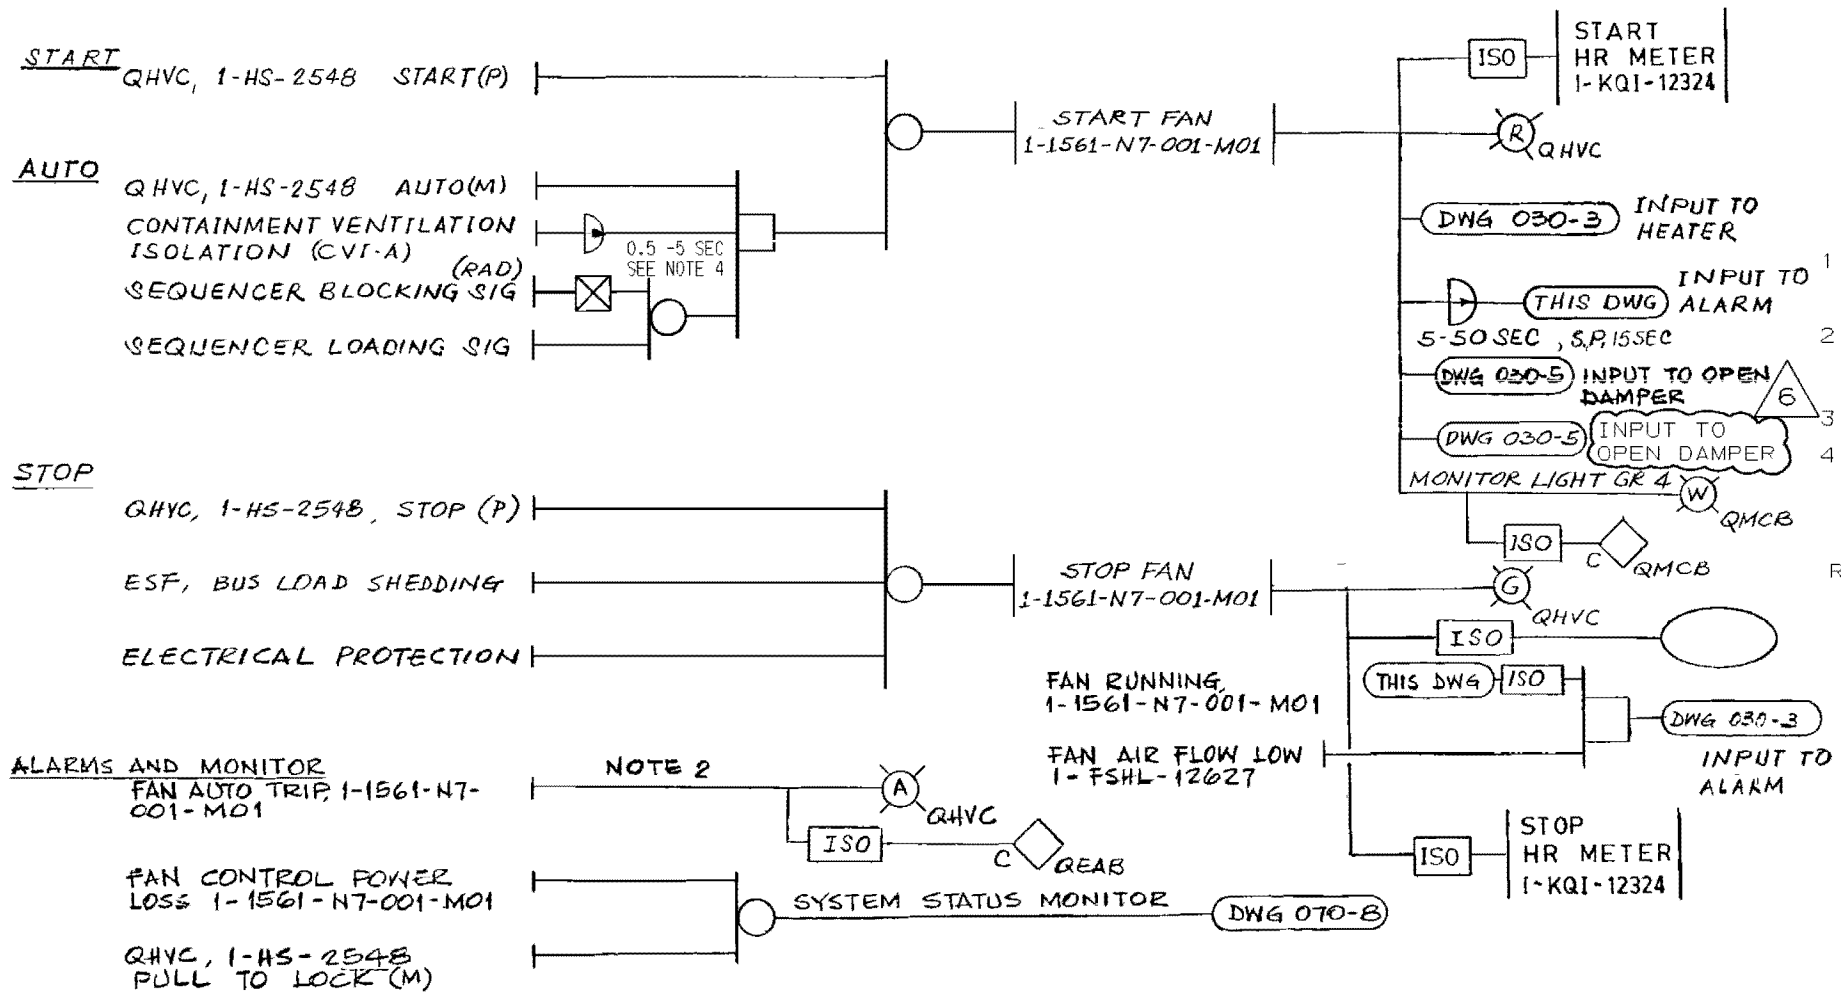 START
QHVC, 1-HS-2548 START(P)
START FAN
1-1561-N7-001-M01
ISO
START
HR METER
1-KQI-12324
R
QHVC
AUTO
QHVC, 1-HS-2548 AUTO(M)
CONTAINMENT VENTILATION
ISOLATION (CVI-A)
(RAD)
0.5 -5 SEC
SEE NOTE 4
SEQUENCER BLOCKING SIG
SEQUENCER LOADING SIG
DWG 030-3
INPUT TO
HEATER
1
THIS DWG
INPUT TO
ALARM
5-50 SEC , S.P. 15 SEC
2
DWG 030-5
INPUT TO OPEN
DAMPER
6
3
DWG 030-5
INPUT TO
OPEN DAMPER
4
MONITOR LIGHT GR 4
W
QMCB
ISO
C
QMCB
R
STOP
QHVC, 1-HS-2548, STOP (P)
ESF, BUS LOAD SHEDDING
ELECTRICAL PROTECTION
STOP FAN
1-1561-N7-001-M01
G
QHVC
ISO
FAN RUNNING,
1-1561-N7-001-M01
THIS DWG
ISO
FAN AIR FLOW LOW
1-FSHL-12627
DWG 030-3
INPUT TO
ALARM
ISO
STOP
HR METER
1-KQI-12324
ALARMS AND MONITOR
FAN AUTO TRIP, 1-1561-N7-
001-M01
NOTE 2
A
QHVC
ISO
C
QEAB
FAN CONTROL POWER
LOSS 1-1561-N7-001-M01
QHVC, 1-HS-2548
PULL TO LOCK (M)
SYSTEM STATUS MONITOR
DWG 070-8